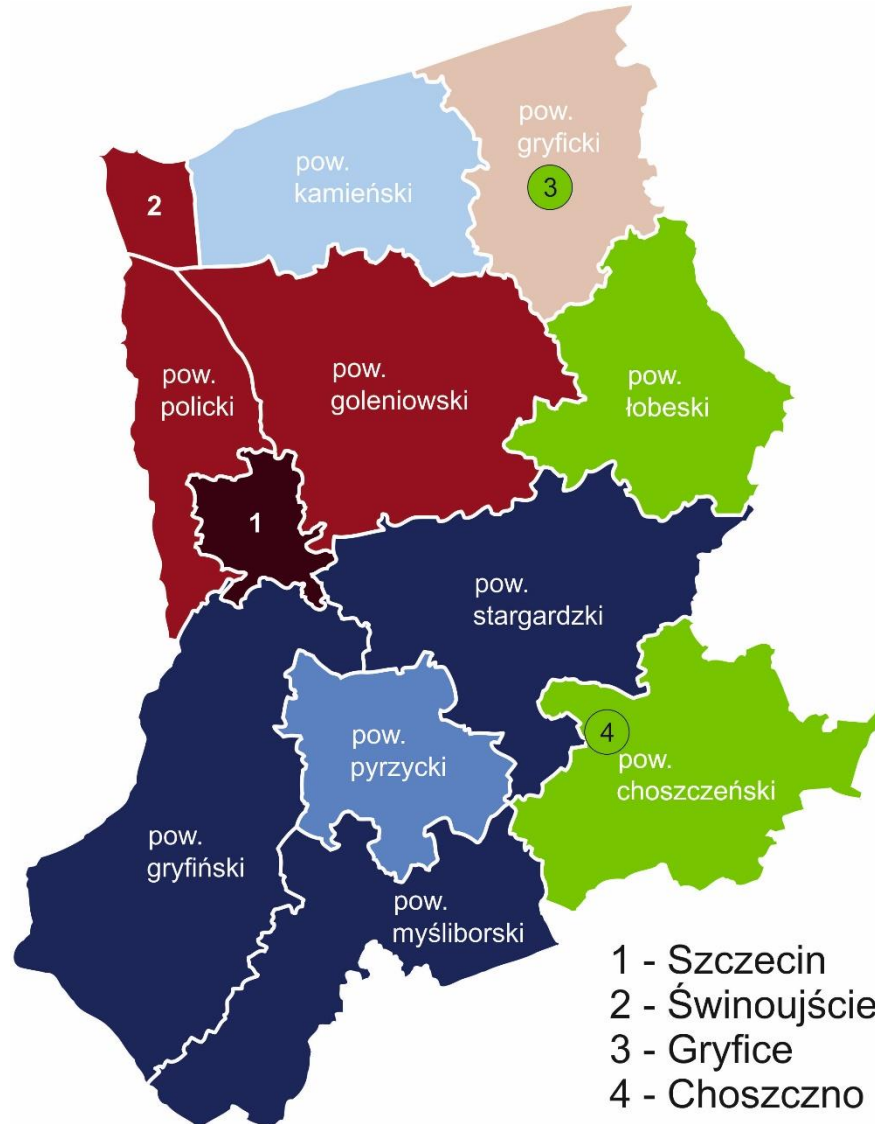 pow.
gryficki
3
pow.
kamieński
2
pow.
policki
pow.
goleniowski
pow.
łobeski
1
pow.
stargardzki
4
pow.
pyrzycki
pow.
choszczeński
pow.
gryfiński
pow.
myśliborski
1 - Szczecin
2 - Świnoujście
3 - Gryfice
4 - Choszczno